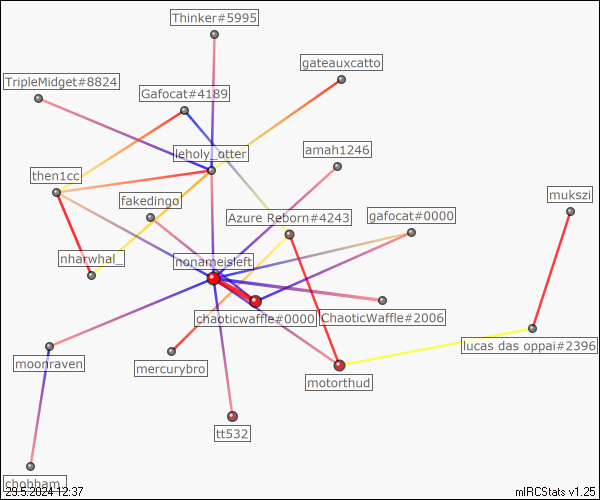 Thinker#5995
gateauxcatto
TripleMidget#8824
Gafocat#4189
leholy_otter
amah1246
then1cc
fakedingo
mukszi
Azure Reborn#4243
gafocat#0000
nharwhal_
nonameisleft
chaoticwaffle#0000
ChaoticWaffle#2006
lucas das oppai#2396
moonraven
mercurybro
motorthud
tt532
chobham_
29.5.2024 12:37
mIRCStats v1.25